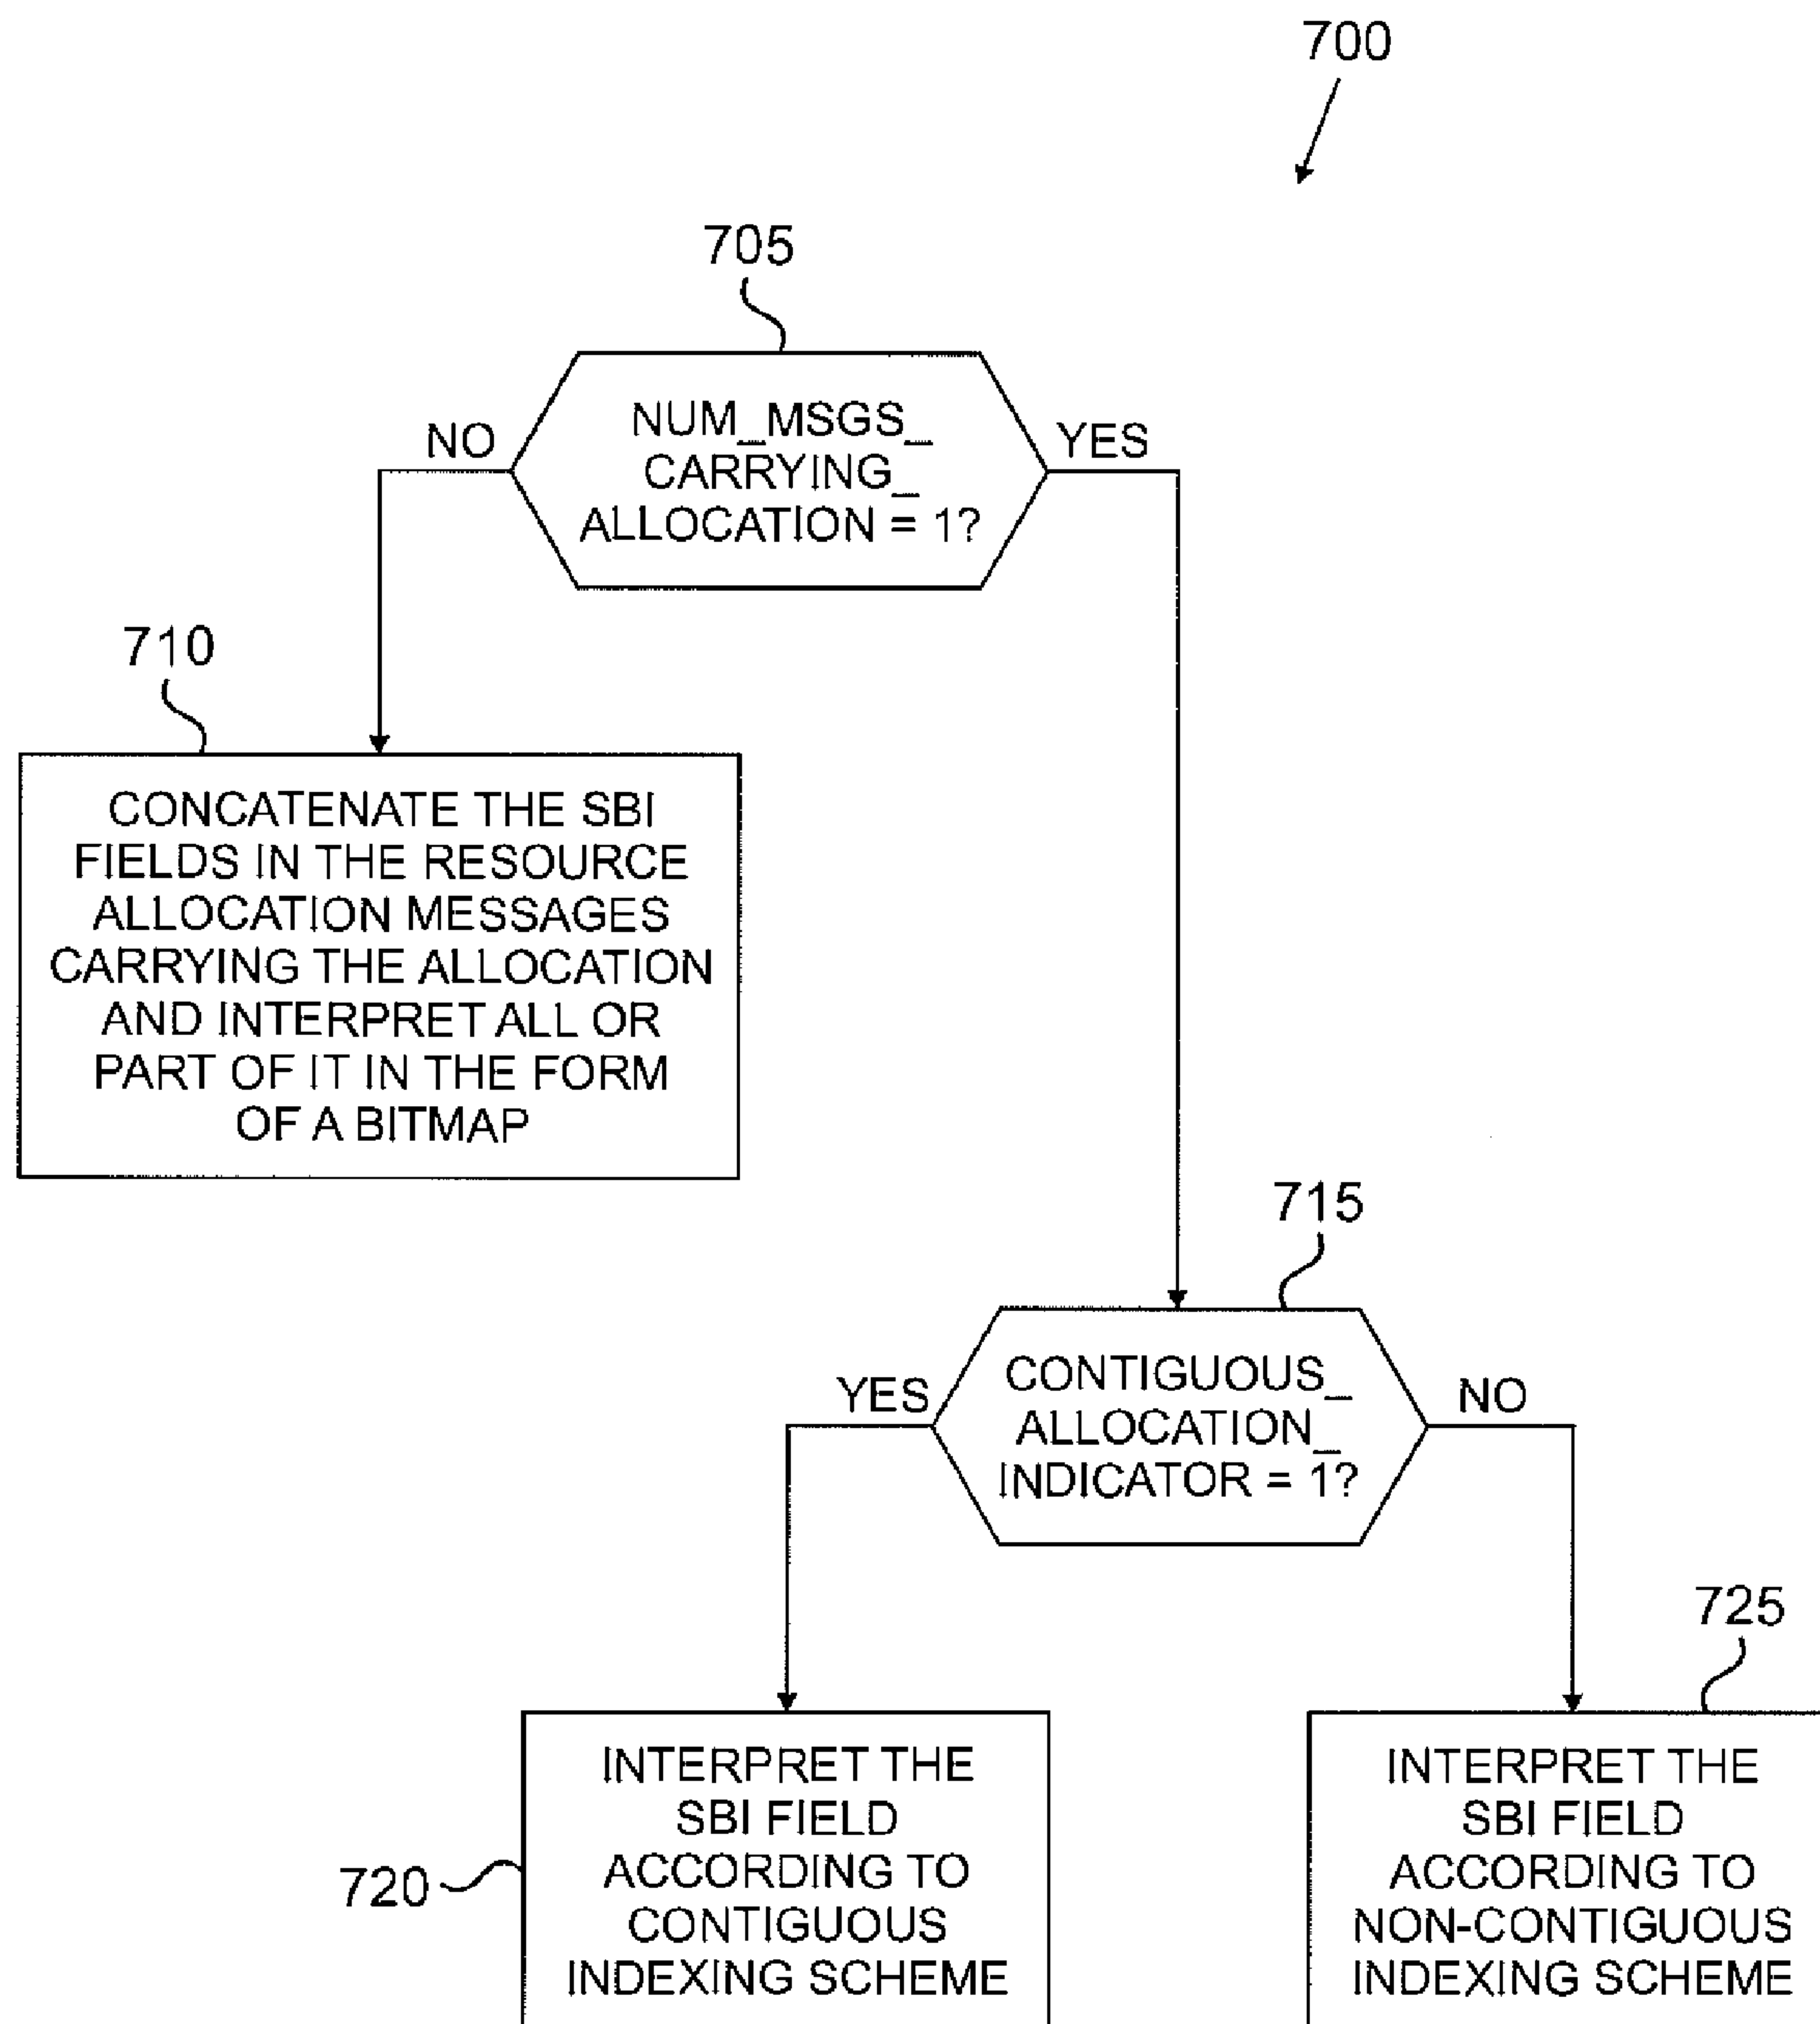 700
705
NO
NUM_MSGS_
CARRYING_
ALLOCATION = 1?
YES
710
CONCATENATE THE SBI
FIELDS IN THE RESOURCE
ALLOCATION MESSAGES
CARRYING THE ALLOCATION
AND INTERPRET ALL OR
PART OF IT IN THE FORM
OF A BITMAP
715
YES
CONTIGUOUS_
ALLOCATION_
INDICATOR = 1?
NO
725
720
INTERPRET THE
SBI FIELD
ACCORDING TO
CONTIGUOUS
INDEXING SCHEME
INTERPRET THE
SBI FIELD
ACCORDING TO
NON-CONTIGUOUS
INDEXING SCHEME